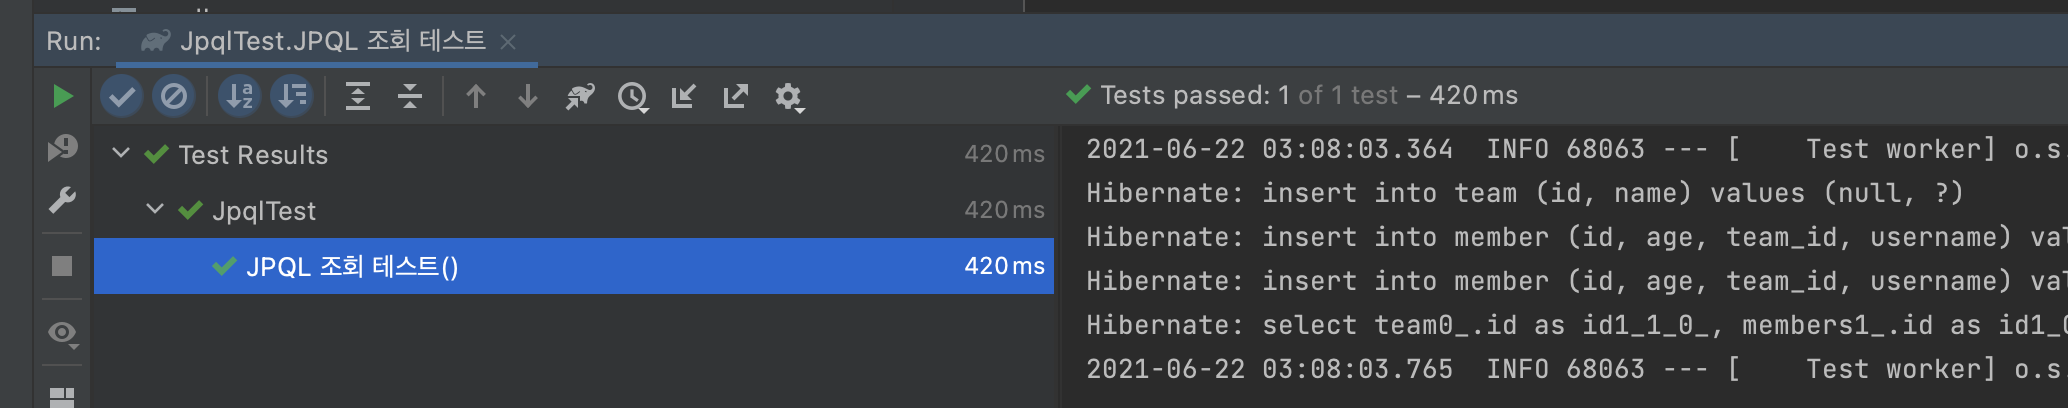 Run: JpqlTest.JPQL 조회 테스트
Tests passed: 1 of 1 test – 420 ms
Test Results 420 ms
JpqlTest 420 ms
JPQL 조회 테스트() 420 ms
2021-06-22 03:08:03.364  INFO 68063 --- [    Test worker] o.s.
Hibernate: insert into team (id, name) values (null, ?)
Hibernate: insert into member (id, age, team_id, username) val
Hibernate: insert into member (id, age, team_id, username) val
Hibernate: select team0_.id as id1_1_0_, members1_.id as id1_0
2021-06-22 03:08:03.765  INFO 68063 --- [    Test worker] o.s.